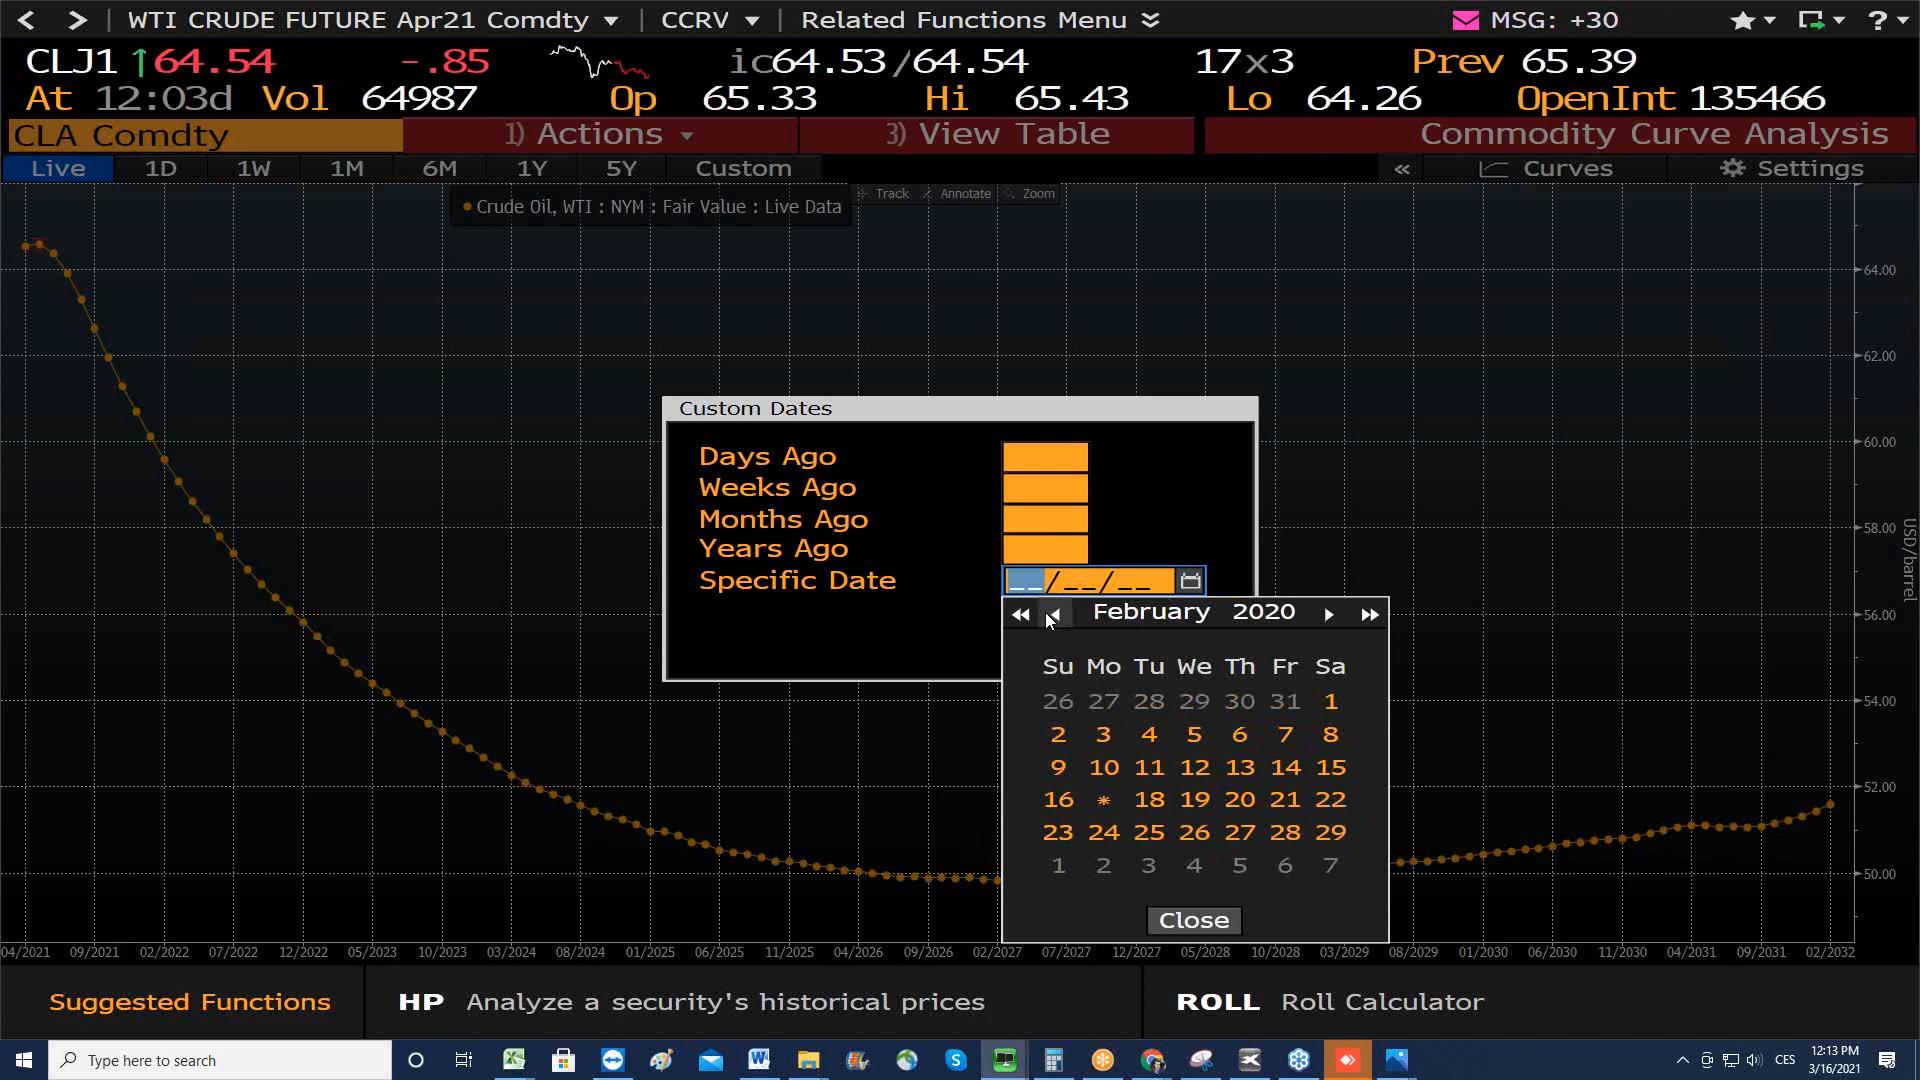 WTI CRUDE FUTURE Apr21 Comdty CCRV Related Functions Menu MSG: +30 ?
CLJ1 ↑64.54 -.85 ic64.53/64.54 17x3 Prev 65.39
At 12:03d Vol 64987 Op 65.33 Hi 65.43 Lo 64.26 OpenInt 135466
CLA Comdty 1) Actions 3) View Table Commodity Curve Analysis
Live 1D 1W 1M 6M 1Y 5Y Custom « Curves Settings
Track Annotate Zoom
Crude Oil, WTI : NYM : Fair Value : Live Data
64.00
62.00
60.00
58.00
56.00
54.00
52.00
50.00
USD/barrel
Custom Dates
Days Ago
Weeks Ago
Months Ago
Years Ago
Specific Date __/__/__
February 2020
Su Mo Tu We Th Fr Sa
26 27 28 29 30 31 1
2 3 4 5 6 7 8
9 10 11 12 13 14 15
16 * 18 19 20 21 22
23 24 25 26 27 28 29
1 2 3 4 5 6 7
Close
04/2021 09/2021 02/2022 07/2022 12/2022 05/2023 10/2023 03/2024 08/2024 01/2025 06/2025 11/2025 04/2026 09/2026 02/2027 07/2027 12/2027 05/2028 10/2028 03/2029 08/2029 01/2030 06/2030 11/2030 04/2031 09/2031 02/2032
Suggested Functions HP Analyze a security's historical prices ROLL Roll Calculator
Type here to search CES 12:13 PM
3/16/2021